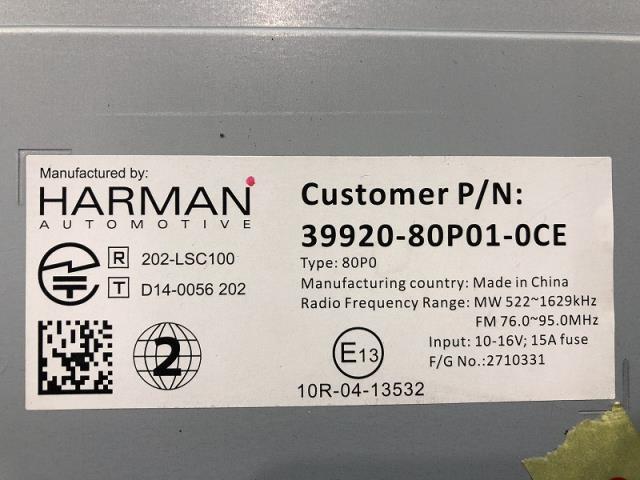 Manufactured by:
HARMAN
AUTOMOTIVE
R 202-LSC100
T D14-0056 202
2
Customer P/N:
39920-80P01-0CE
Type: 80P0
Manufacturing country: Made in China
Radio Frequency Range: MW 522~1629kHz
FM 76.0~95.0MHz
Input: 10-16V; 15A fuse
F/G No.:2710331
E13
10R-04-13532